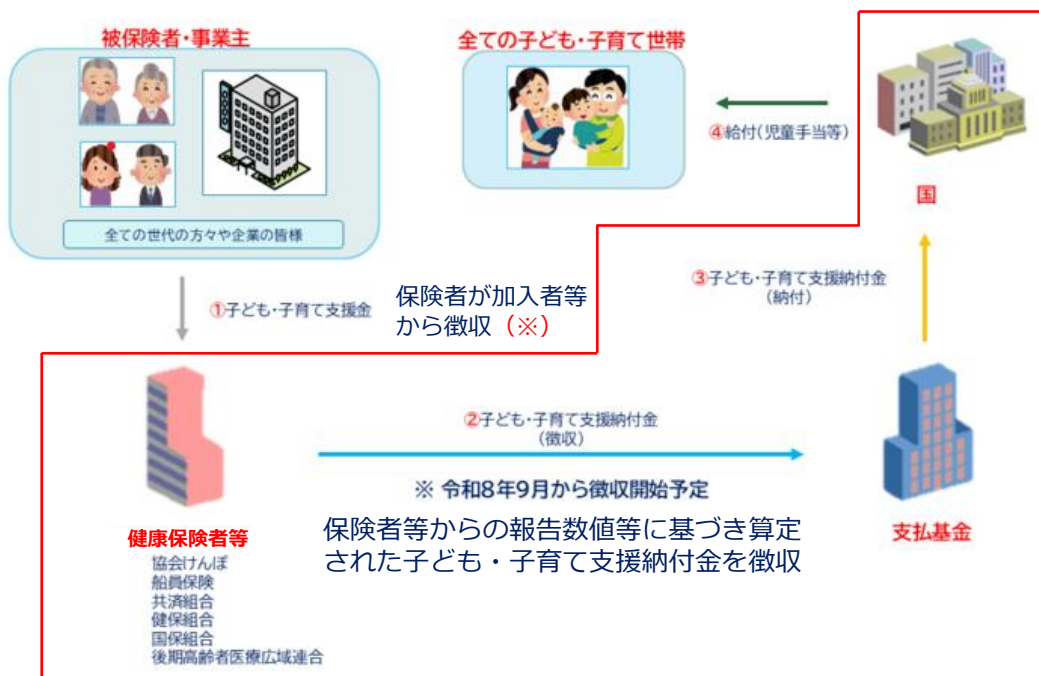 被保険者・事業主
全ての世代の方々や企業の皆様
全ての子ども・子育て世帯
④給付(児童手当等)
国
①子ども・子育て支援金
保険者が加入者等
から徴収（※）
③子ども・子育て支援納付金
(納付)
②子ども・子育て支援納付金
(徴収)
※ 令和8年9月から徴収開始予定
保険者等からの報告数値等に基づき算定
された子ども・子育て支援納付金を徴収
健康保険者等
協会けんぽ
船員保険
共済組合
健保組合
国保組合
後期高齢者医療広域連合
支払基金